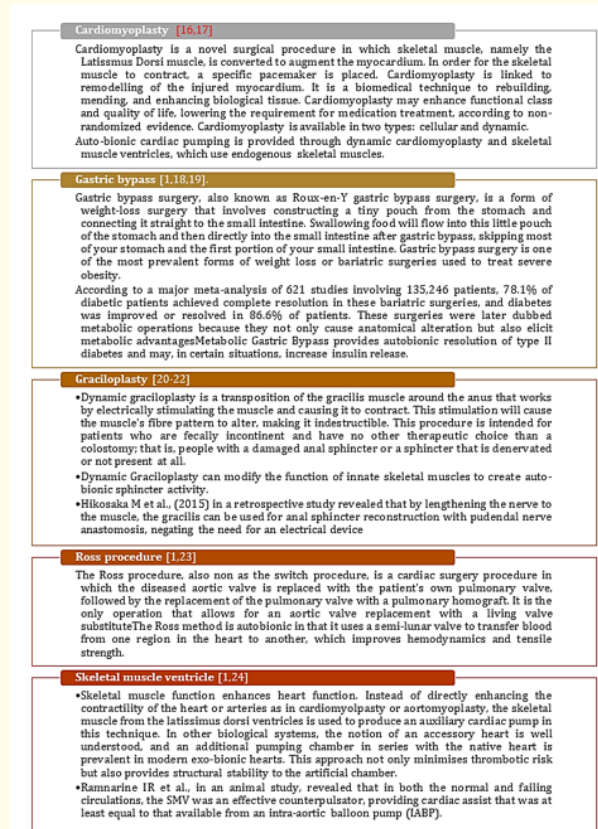 Cardiomyoplasty [16,17]
Cardiomyoplasty is a novel surgical procedure in which skeletal muscle, namely the
Latissmus Dorsi muscle, is converted to augment the myocardium. In order for the skeletal
muscle to contract, a specific pacemaker is placed. Cardiomyoplasty is linked to
remodelling of the injured myocardium. It is a biomedical technique to rebuilding,
mending, and enhancing biological tissue. Cardiomyoplasty may enhance functional class
and quality of life, lowering the requirement for medication treatment, according to non-
randomized evidence. Cardiomyoplasty is available in two types: cellular and dynamic.
Auto-bionic cardiac pumping is provided through dynamic cardiomyoplasty and skeletal
muscle ventricles, which use endogenous skeletal muscles.
Gastric bypass [1,18,19].
Gastric bypass surgery, also known as Roux-en-Y gastric bypass surgery, is a form of
weight-loss surgery that involves constructing a tiny pouch from the stomach and
connecting it straight to the small intestine. Swallowing food will flow into this little pouch
of the stomach and then directly into the small intestine after gastric bypass, skipping most
of your stomach and the first portion of your small intestine. Gastric bypass surgery is one
of the most prevalent forms of weight loss or bariatric surgeries used to treat severe
obesity.
According to a major meta-analysis of 621 studies involving 135,246 patients, 78.1% of
diabetic patients achieved complete resolution in these bariatric surgeries, and diabetes
was improved or resolved in 86.6% of patients. These surgeries were later dubbed
metabolic operations because they not only cause anatomical alteration but also elicit
metabolic advantagesMetabolic Gastric Bypass provides autobionic resolution of type II
diabetes and may, in certain situations, increase insulin release.
Graciloplasty [20-22]
•Dynamic graciloplasty is a transposition of the gracilis muscle around the anus that works
by electrically stimulating the muscle and causing it to contract. This stimulation will cause
the muscle's fibre pattern to alter, making it indestructible. This procedure is intended for
patients who are fecally incontinent and have no other therapeutic choice than a
colostomy; that is, people with a damaged anal sphincter or a sphincter that is denervated
or not present at all.
•Dynamic Graciloplasty can modify the function of innate skeletal muscles to create auto-
bionic sphincter activity.
•Hikosaka M et al., (2015) in a retrospective study revealed that by lengthening the nerve to
the muscle, the gracilis can be used for anal sphincter reconstruction with pudendal nerve
anastomosis, negating the need for an electrical device
Ross procedure [1,23]
The Ross procedure, also non as the switch procedure, is a cardiac surgery procedure in
which the diseased aortic valve is replaced with the patient's own pulmonary valve,
followed by the replacement of the pulmonary valve with a pulmonary homograft. It is the
only operation that allows for an aortic valve replacement with a living valve
substituteThe Ross method is autobionic in that it uses a semi-lunar valve to transfer blood
from one region in the heart to another, which improves hemodynamics and tensile
strength.
Skeletal muscle ventricle [1,24]
•Skeletal muscle function enhances heart function. Instead of directly enhancing the
contractility of the heart or arteries as in cardiomyolpasty or aortomyoplasty, the skeletal
muscle from the latissimus dorsi ventricles is used to produce an auxiliary cardiac pump in
this technique. In other biological systems, the notion of an accessory heart is well
understood, and an additional pumping chamber in series with the native heart is
prevalent in modern exo-bionic hearts. This approach not only minimises thrombotic risk
but also provides structural stability to the artificial chamber.
•Ramnarine IR et al., in an animal study, revealed that in both the normal and failing
circulations, the SMV was an effective counterpulsator, providing cardiac assist that was at
least equal to that available from an intra-aortic balloon pump (IABP).